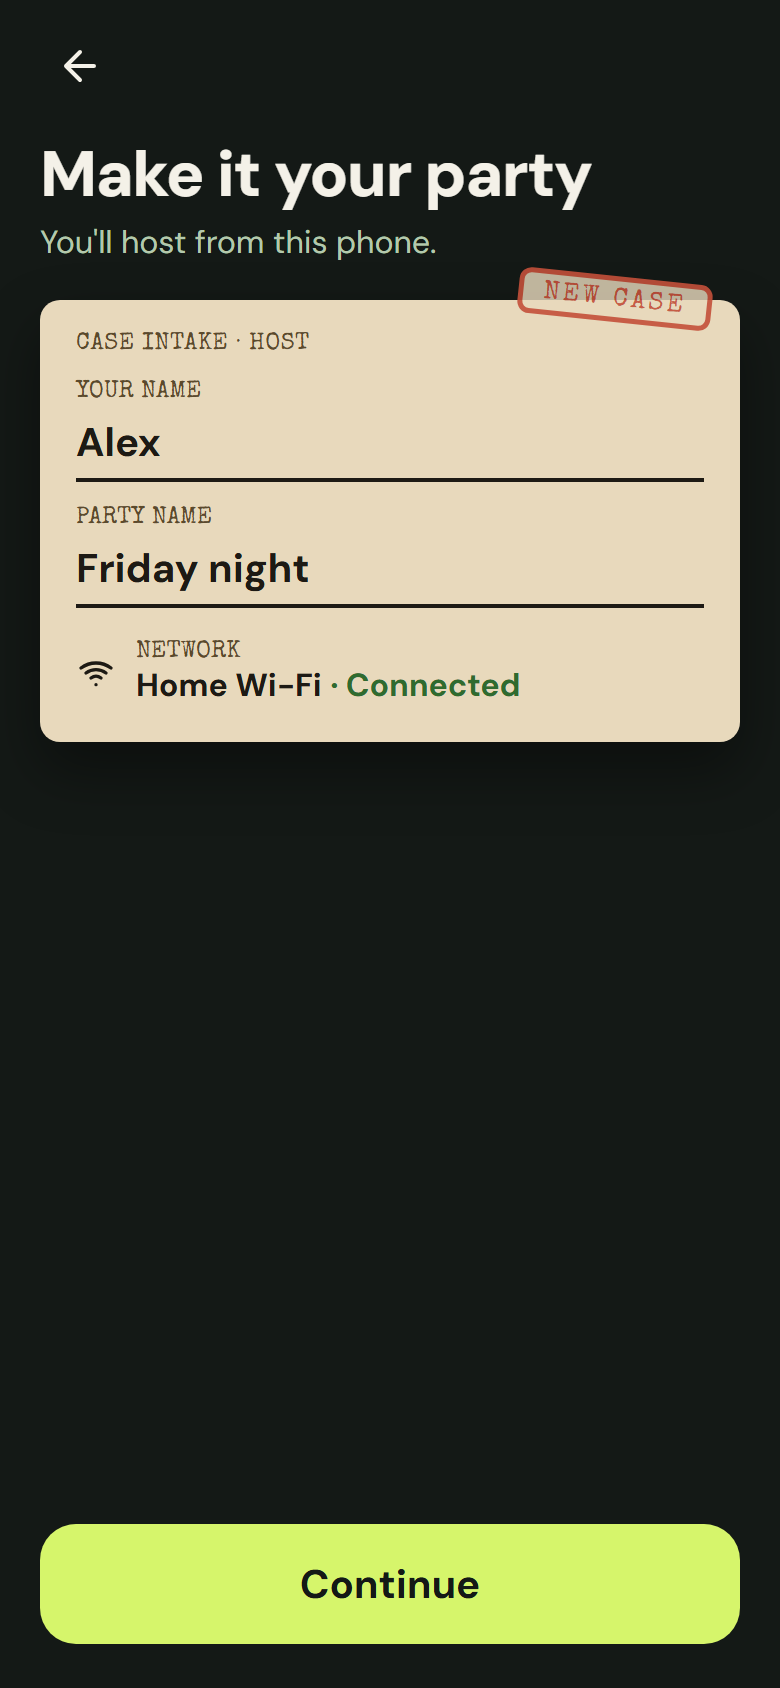 Make it your party
You'll host from this phone.
NEW CASE
CASE INTAKE · HOST
YOUR NAME
Alex
PARTY NAME
Friday night
NETWORK
Home Wi-Fi · Connected
Continue